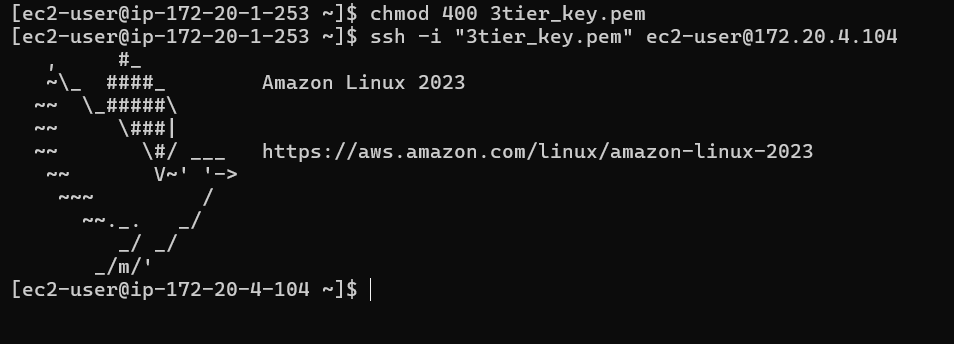 [ec2-user@ip-172-20-1-253 ~]$ chmod 400 3tier_key.pem
[ec2-user@ip-172-20-1-253 ~]$ ssh -i "3tier_key.pem" ec2-user@172.20.4.104
   ,     #_
   ~\_  ####_        Amazon Linux 2023
  ~~  \_#####\
  ~~     \###|
  ~~       \#/ ___   https://aws.amazon.com/linux/amazon-linux-2023
   ~~       V~' '->
    ~~~         /
      ~~._.   _/
         _/ _/
       _/m/'
[ec2-user@ip-172-20-4-104 ~]$